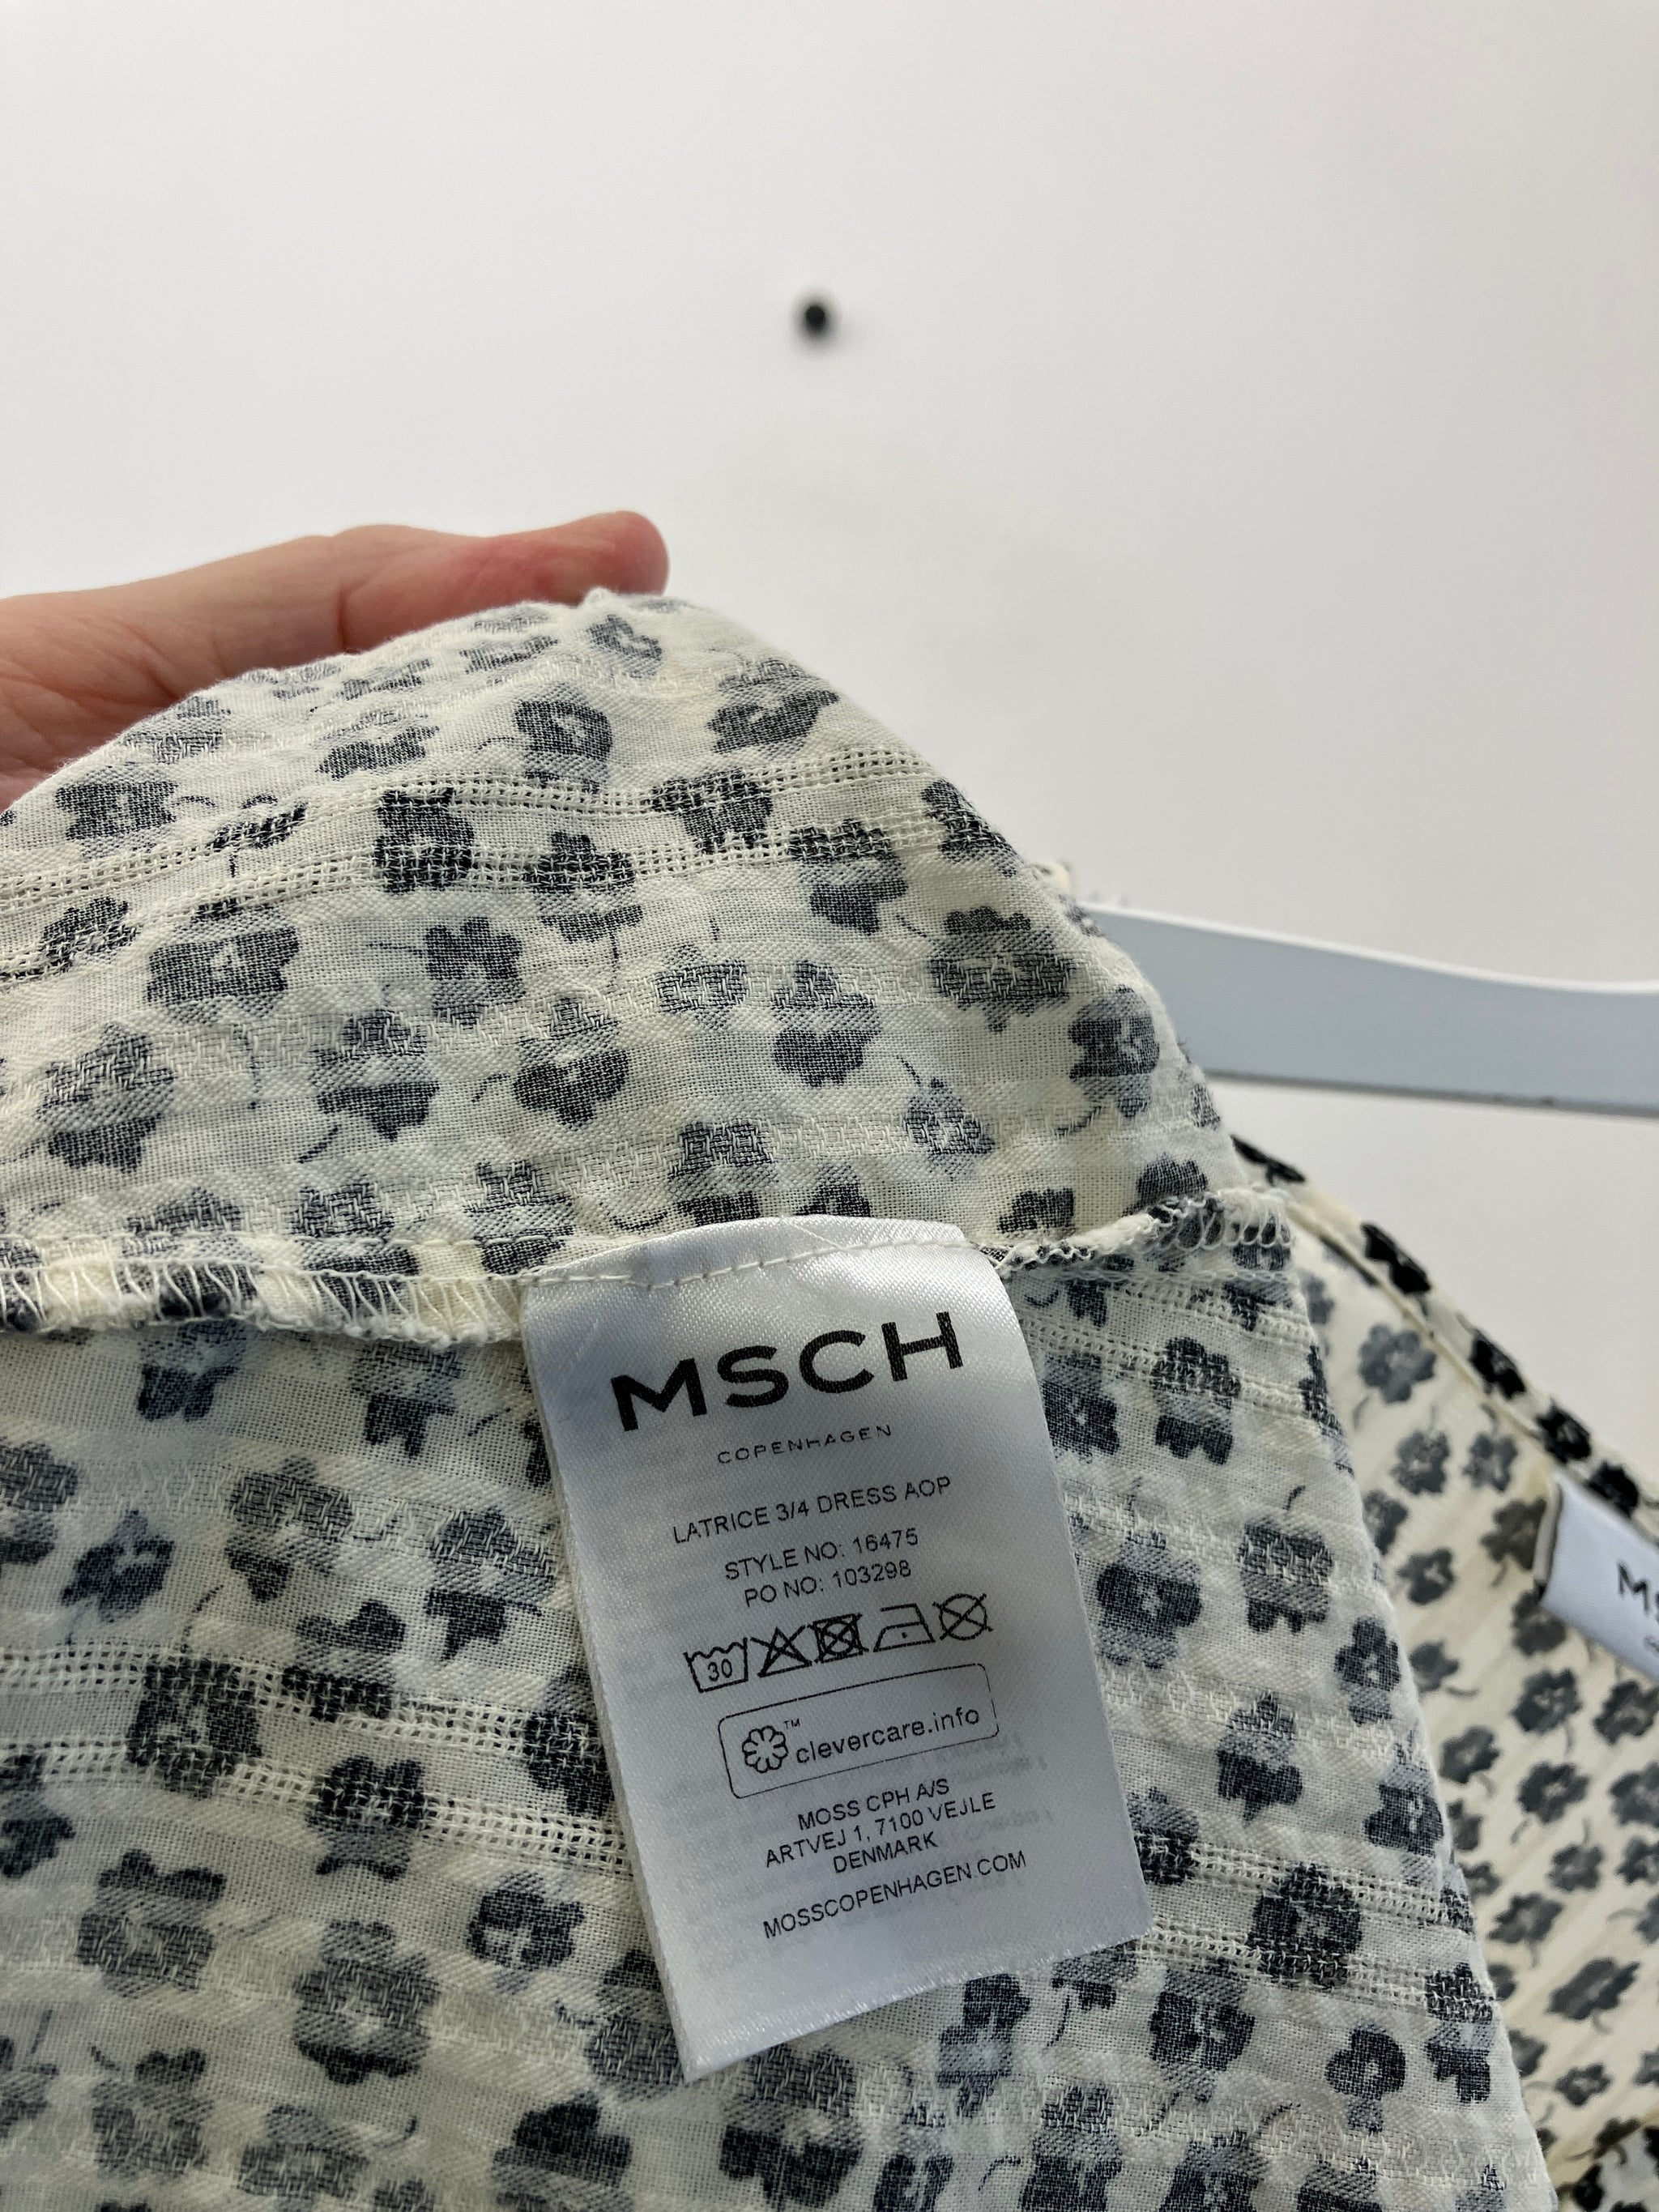 MSCH
COPENHAGEN
LATRICE 3/4 DRESS AOP
STYLE NO: 16475
PO NO: 103298
30
™ clevercare.info
MOSS CPH A/S
ARTVEJ 1, 7100 VEJLE
DENMARK
MOSSCOPENHAGEN.COM